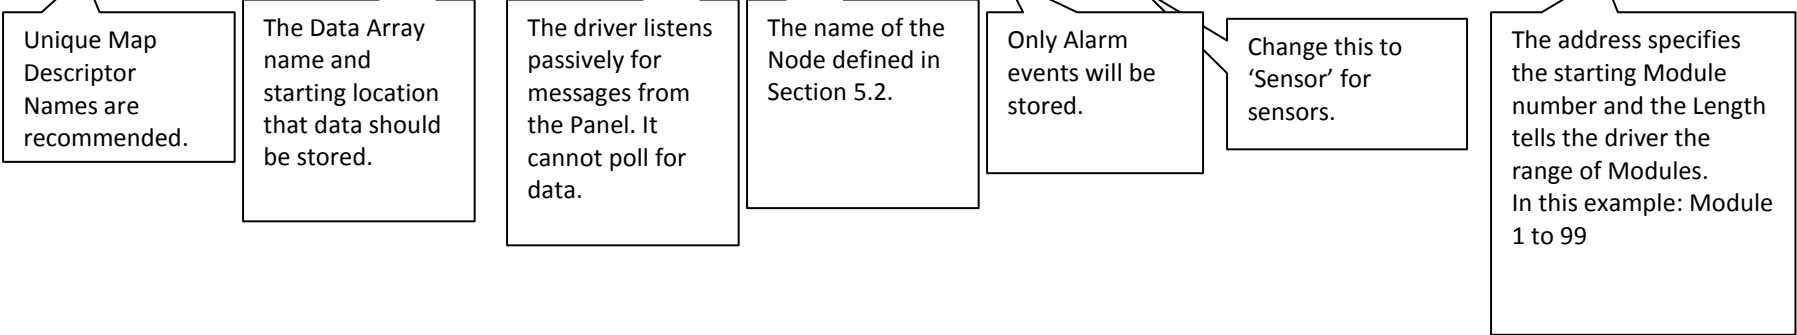 Unique Map
Descriptor
Names are
recommended.
The Data Array
name and
starting location
that data should
be stored.
The driver listens
passively for
messages from
the Panel. It
cannot poll for
data.
The name of the
Node defined in
Section 5.2.
Only Alarm
events will be
stored.
Change this to
‘Sensor’ for
sensors.
The address specifies
the starting Module
number and the Length
tells the driver the
range of Modules.
In this example: Module
1 to 99